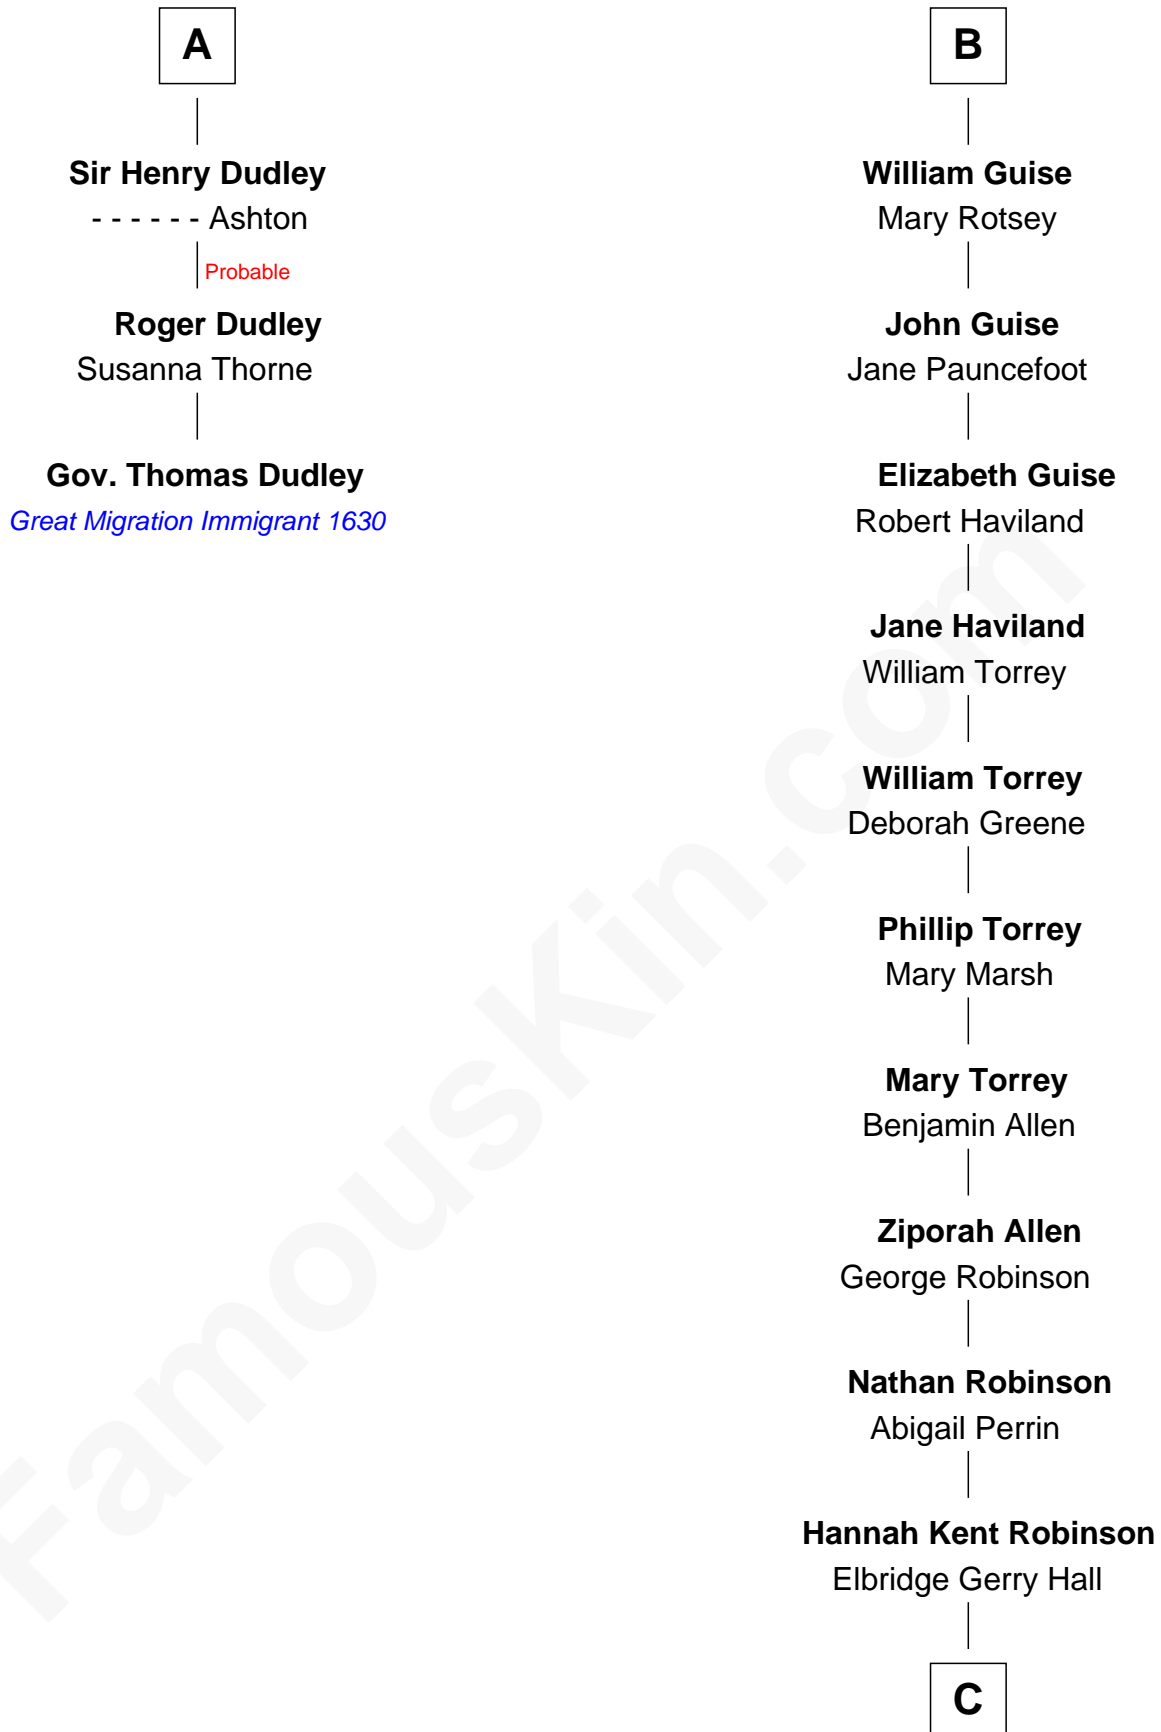 A
Sir Henry Dudley
- - - - - - Ashton
Probable
Roger Dudley
Susanna Thorne
Gov. Thomas Dudley
Great Migration Immigrant 1630
B
William Guise
Mary Rotsey
John Guise
Jane Pauncefoot
Elizabeth Guise
Robert Haviland
Jane Haviland
William Torrey
William Torrey
Deborah Greene
Phillip Torrey
Mary Marsh
Mary Torrey
Benjamin Allen
Ziporah Allen
George Robinson
Nathan Robinson
Abigail Perrin
Hannah Kent Robinson
Elbridge Gerry Hall
C
FamousKin.com